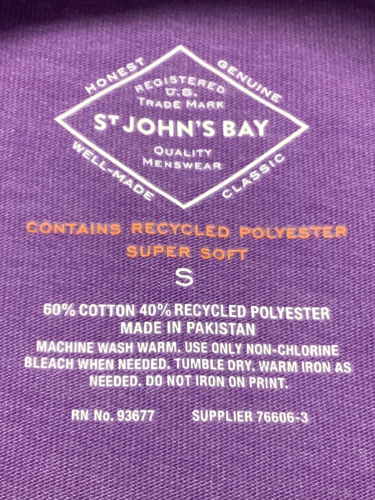 HONEST
GENUINE
REGISTERED
U.S.
TRADE MARK
ST JOHN'S BAY
QUALITY
MENSWEAR
WELL-MADE
CLASSIC
CONTAINS RECYCLED POLYESTER
SUPER SOFT
S
60% COTTON 40% RECYCLED POLYESTER
MADE IN PAKISTAN
MACHINE WASH WARM. USE ONLY NON-CHLORINE
BLEACH WHEN NEEDED. TUMBLE DRY. WARM IRON AS
NEEDED. DO NOT IRON ON PRINT.
RN No. 93677 SUPPLIER 76606-3